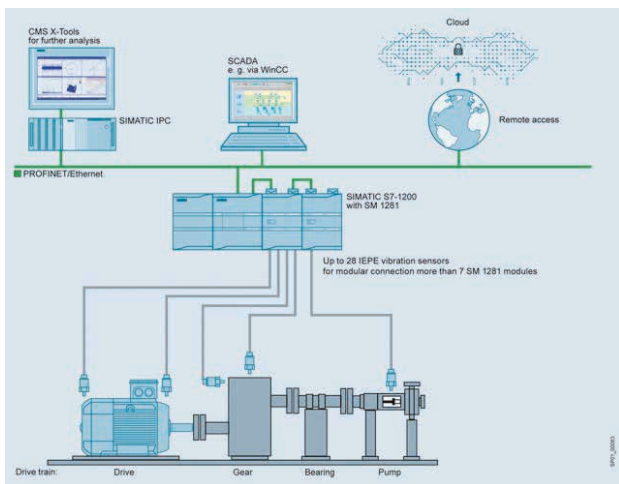 CMS X-Tools
for further analysis
SIMATIC IPC
SCADA
e. g. via WinCC
Cloud
Remote access
PROFINET/Ethernet
SIMATIC S7-1200
with SM 1281
Up to 28 IEPE vibration sensors
for modular connection more than 7 SM 1281 modules
Drive train:
Drive
Gear
Bearing
Pump